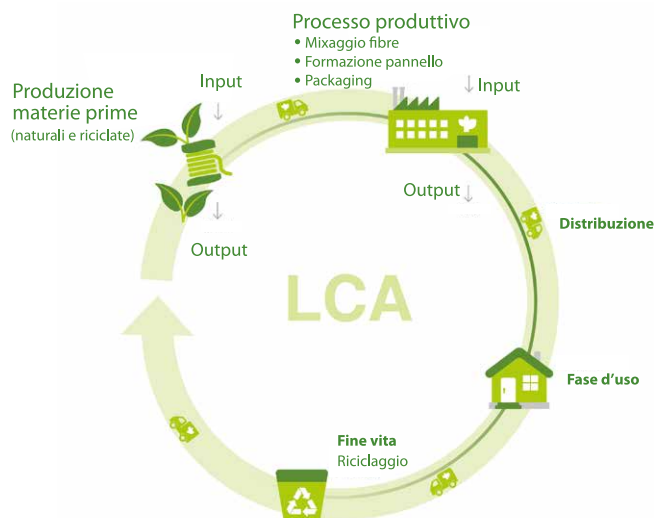 Processo produttivo
• Mixaggio fibre
• Formazione pannello
• Packaging
Input
Input
Produzione
materie prime
(naturali e riciclate)
Output
Output
Distribuzione
LCA
Fase d'uso
Fine vita
Riciclaggio